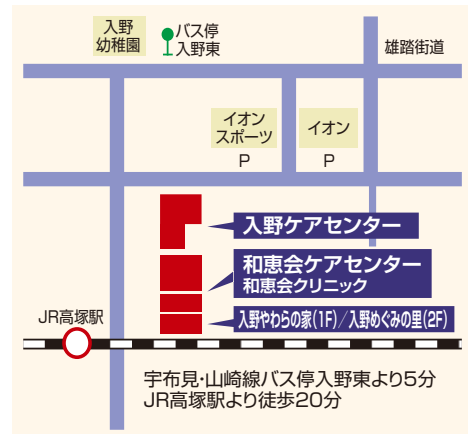 入野
幼稚園
バス停
入野東
雄踏街道
イオン
スポーツ
P
イオン
P
入野ケアセンター
和恵会ケアセンター
和恵会クリニック
入野やわらの家(1F)/入野めぐみの里(2F)
JR高塚駅
宇布見・山崎線バス停入野東より5分
JR高塚駅より徒歩20分